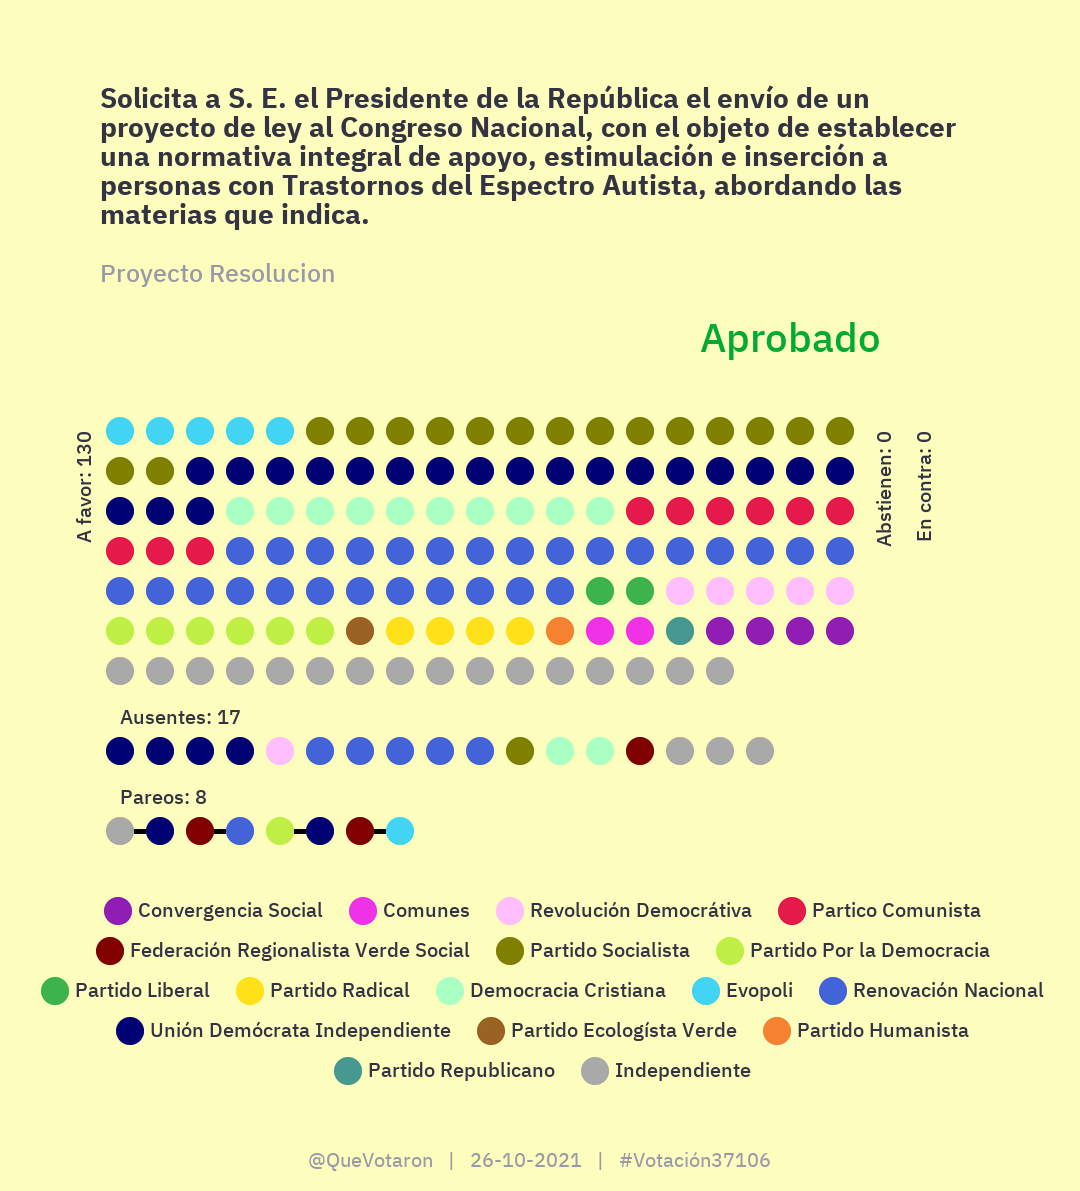 Solicita a S. E. el Presidente de la República el envío de un
proyecto de ley al Congreso Nacional, con el objeto de establecer
una normativa integral de apoyo, estimulación e inserción a
personas con Trastornos del Espectro Autista, abordando las
materias que indica.
Proyecto Resolucion
Aprobado
A favor: 130
Abstienen: 0
En contra: 0
Ausentes: 17
Pareos: 8
Convergencia Social Comunes Revolución Democrátiva Partico Comunista
Federación Regionalista Verde Social Partido Socialista Partido Por la Democracia
Partido Liberal Partido Radical Democracia Cristiana Evopoli Renovación Nacional
Unión Demócrata Independiente Partido Ecologísta Verde Partido Humanista
Partido Republicano Independiente
@QueVotaron | 26-10-2021 | #Votación37106